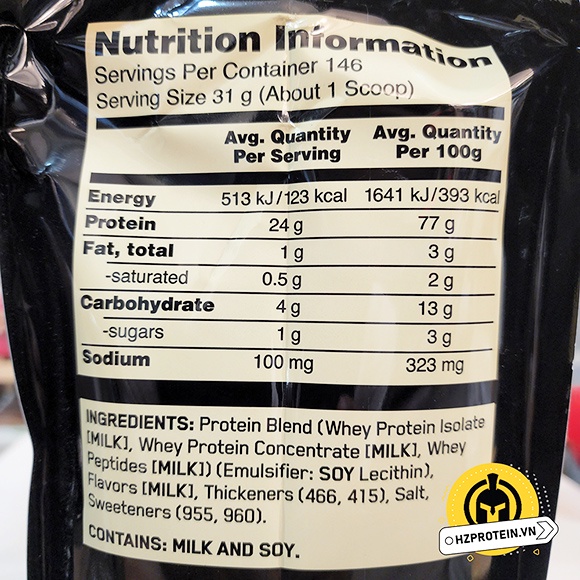 Nutrition Information
Servings Per Container 146
Serving Size 31 g (About 1 Scoop)
Avg. Quantity Per Serving Avg. Quantity Per 100g
Energy 513 kJ/123 kcal 1641 kJ/393 kcal
Protein 24 g 77 g
Fat, total 1 g 3 g
-saturated 0.5 g 2 g
Carbohydrate 4 g 13 g
-sugars 1 g 3 g
Sodium 100 mg 323 mg
INGREDIENTS: Protein Blend (Whey Protein Isolate
[MILK], Whey Protein Concentrate [MILK], Whey
Peptides [MILK]) (Emulsifier: SOY Lecithin),
Flavors [MILK], Thickeners (466, 415), Salt,
Sweeteners (955, 960).
CONTAINS: MILK AND SOY.
HZPROTEIN.VN